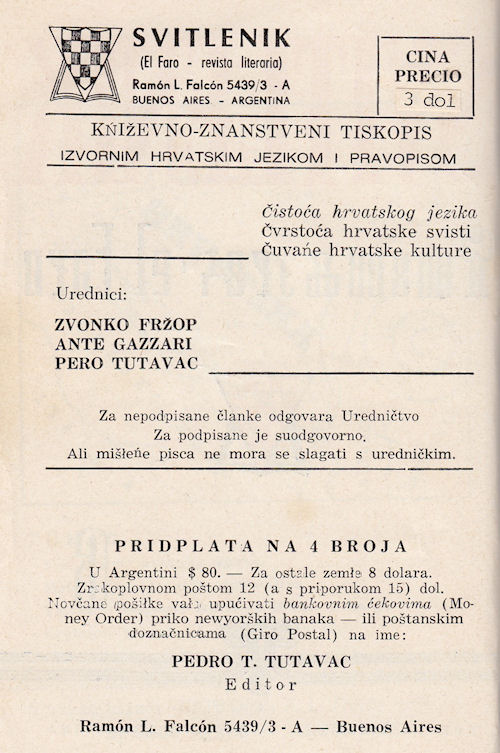 SVITLENIK
(El Faro - revista literaria)
Ramón L. Falcón 5439/3 - A
BUENOS AIRES - ARGENTINA
CINA
PRECIO
3 dol
KŃIŽEVNO-ZNANSTVENI TISKOPIS
IZVORNIM HRVATSKIM JEZIKOM I PRAVOPISOM
Čistoća hrvatskog jezika
Čvrstoća hrvatske svisti
Čuvańe hrvatske kulture
Urednici:
ZVONKO FRŽOP
ANTE GAZZARI
PERO TUTAVAC
Za nepodpisane članke odgovara Uredničtvo
Za podpisane je suodgovorno.
Ali mišłeńe pisca ne mora se slagati s uredničkim.
PRIDPLATA NA 4 BROJA
U Argentini $ 80. — Za ostale zemłe 8 dolara.
Zrakoplovnom poštom 12 (a s priporukom 15) dol.
Novčane pošiłke vała upućivati bankovnim ćekovima (Mo-
ney Order) priko newyorških banaka — ili poštanskim
doznačnicama (Giro Postal) na ime:
PEDRO T. TUTAVAC
Editor
Ramón L. Falcón 5439/3 - A — Buenos Aires